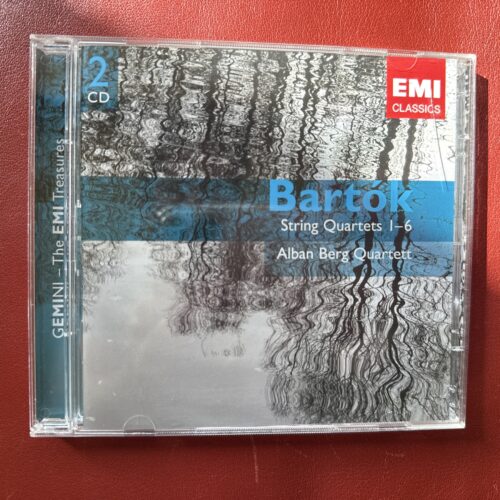 2
CD
EMI
CLASSICS
Bartók
String Quartets 1–6
Alban Berg Quartett
GEMINI – The EMI Treasures